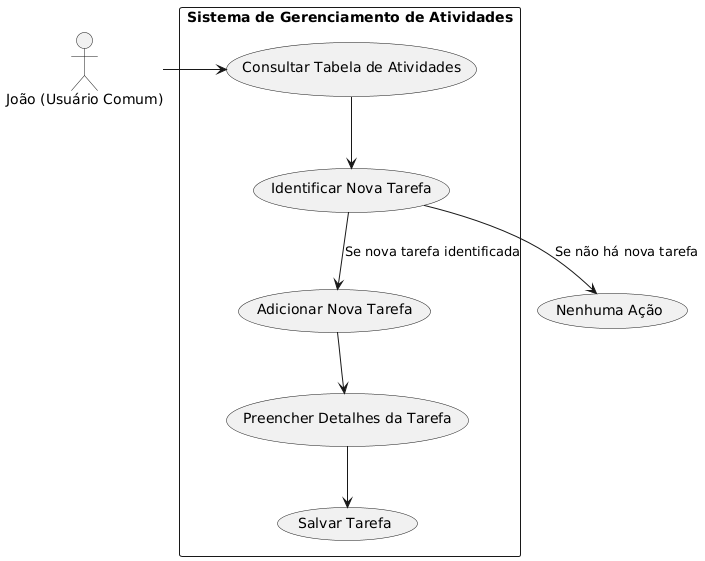 Sistema de Gerenciamento de Atividades
João (Usuário Comum)
Consultar Tabela de Atividades
Identificar Nova Tarefa
Se nova tarefa identificada
Se não há nova tarefa
Adicionar Nova Tarefa
Nenhuma Ação
Preencher Detalhes da Tarefa
Salvar Tarefa